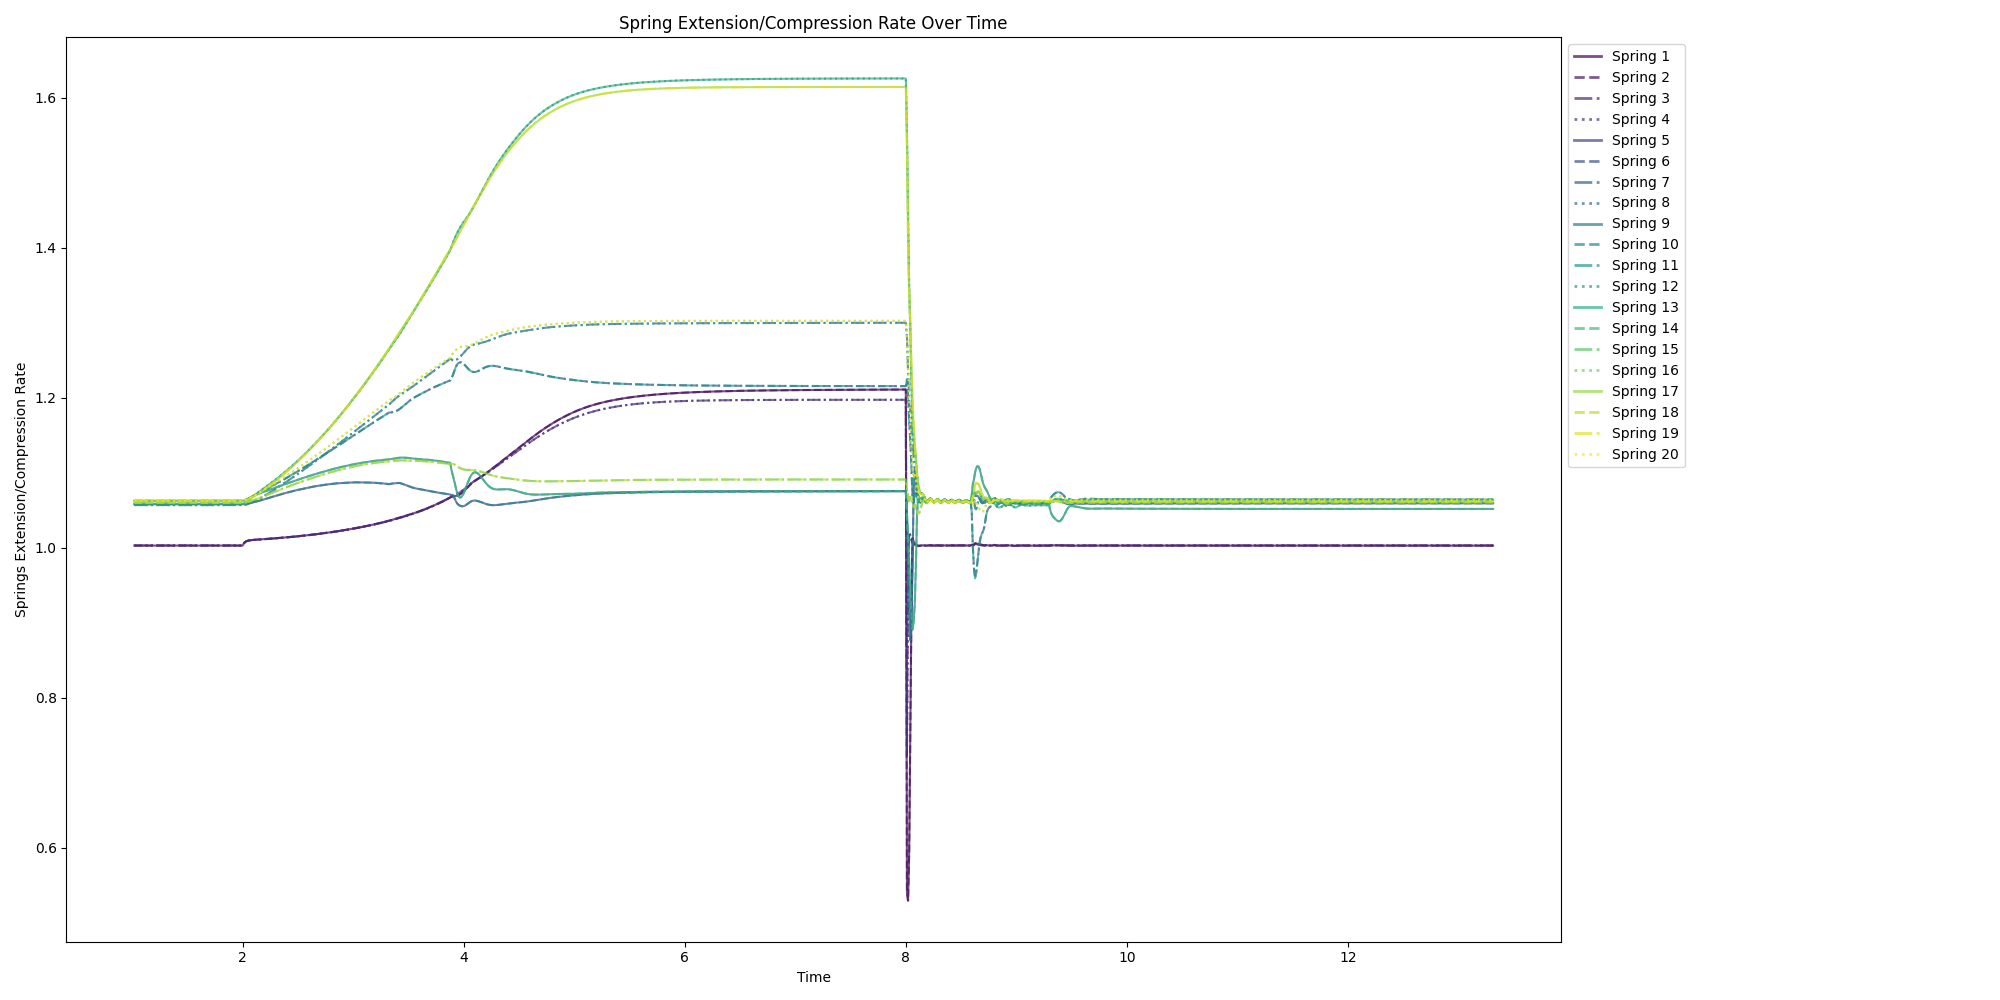 Spring Extension/Compression Rate Over Time
Springs Extension/Compression Rate
1.6
1.4
1.2
1.0
0.8
0.6
2
4
6
8
10
12
Time
Spring 1
Spring 2
Spring 3
Spring 4
Spring 5
Spring 6
Spring 7
Spring 8
Spring 9
Spring 10
Spring 11
Spring 12
Spring 13
Spring 14
Spring 15
Spring 16
Spring 17
Spring 18
Spring 19
Spring 20